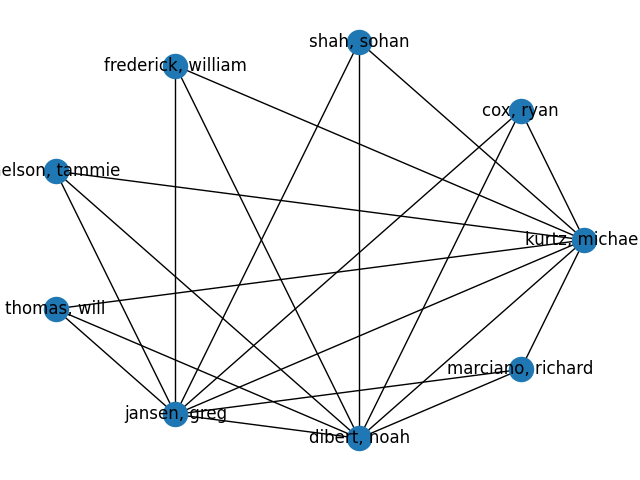 shah, sohan
frederick, william
cox, ryan
elson, tammie
kurtz, michae
thomas, will
marciano, richard
jansen, greg
dibert, noah